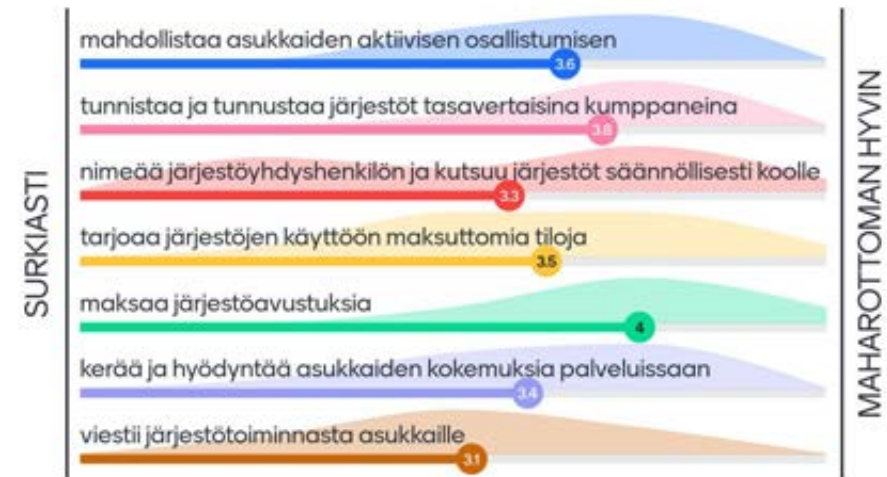 SURKIASTI
mahdollistaa asukkaiden aktiivisen osallistumisen
3.6
tunnistaa ja tunnustaa järjestöt tasavertaisina kumppaneina
3.8
nimeää järjestöyhdyshenkilön ja kutsuu järjestöt säännöllisesti koolle
3.3
tarjoaa järjestöjen käyttöön maksuttomia tiloja
3.5
maksaa järjestöavustuksia
4
kerää ja hyödyntää asukkaiden kokemuksia palveluissaan
3.4
viestii järjestötoiminnasta asukkaille
3.1
MAHAROTTOMAN HYVIN